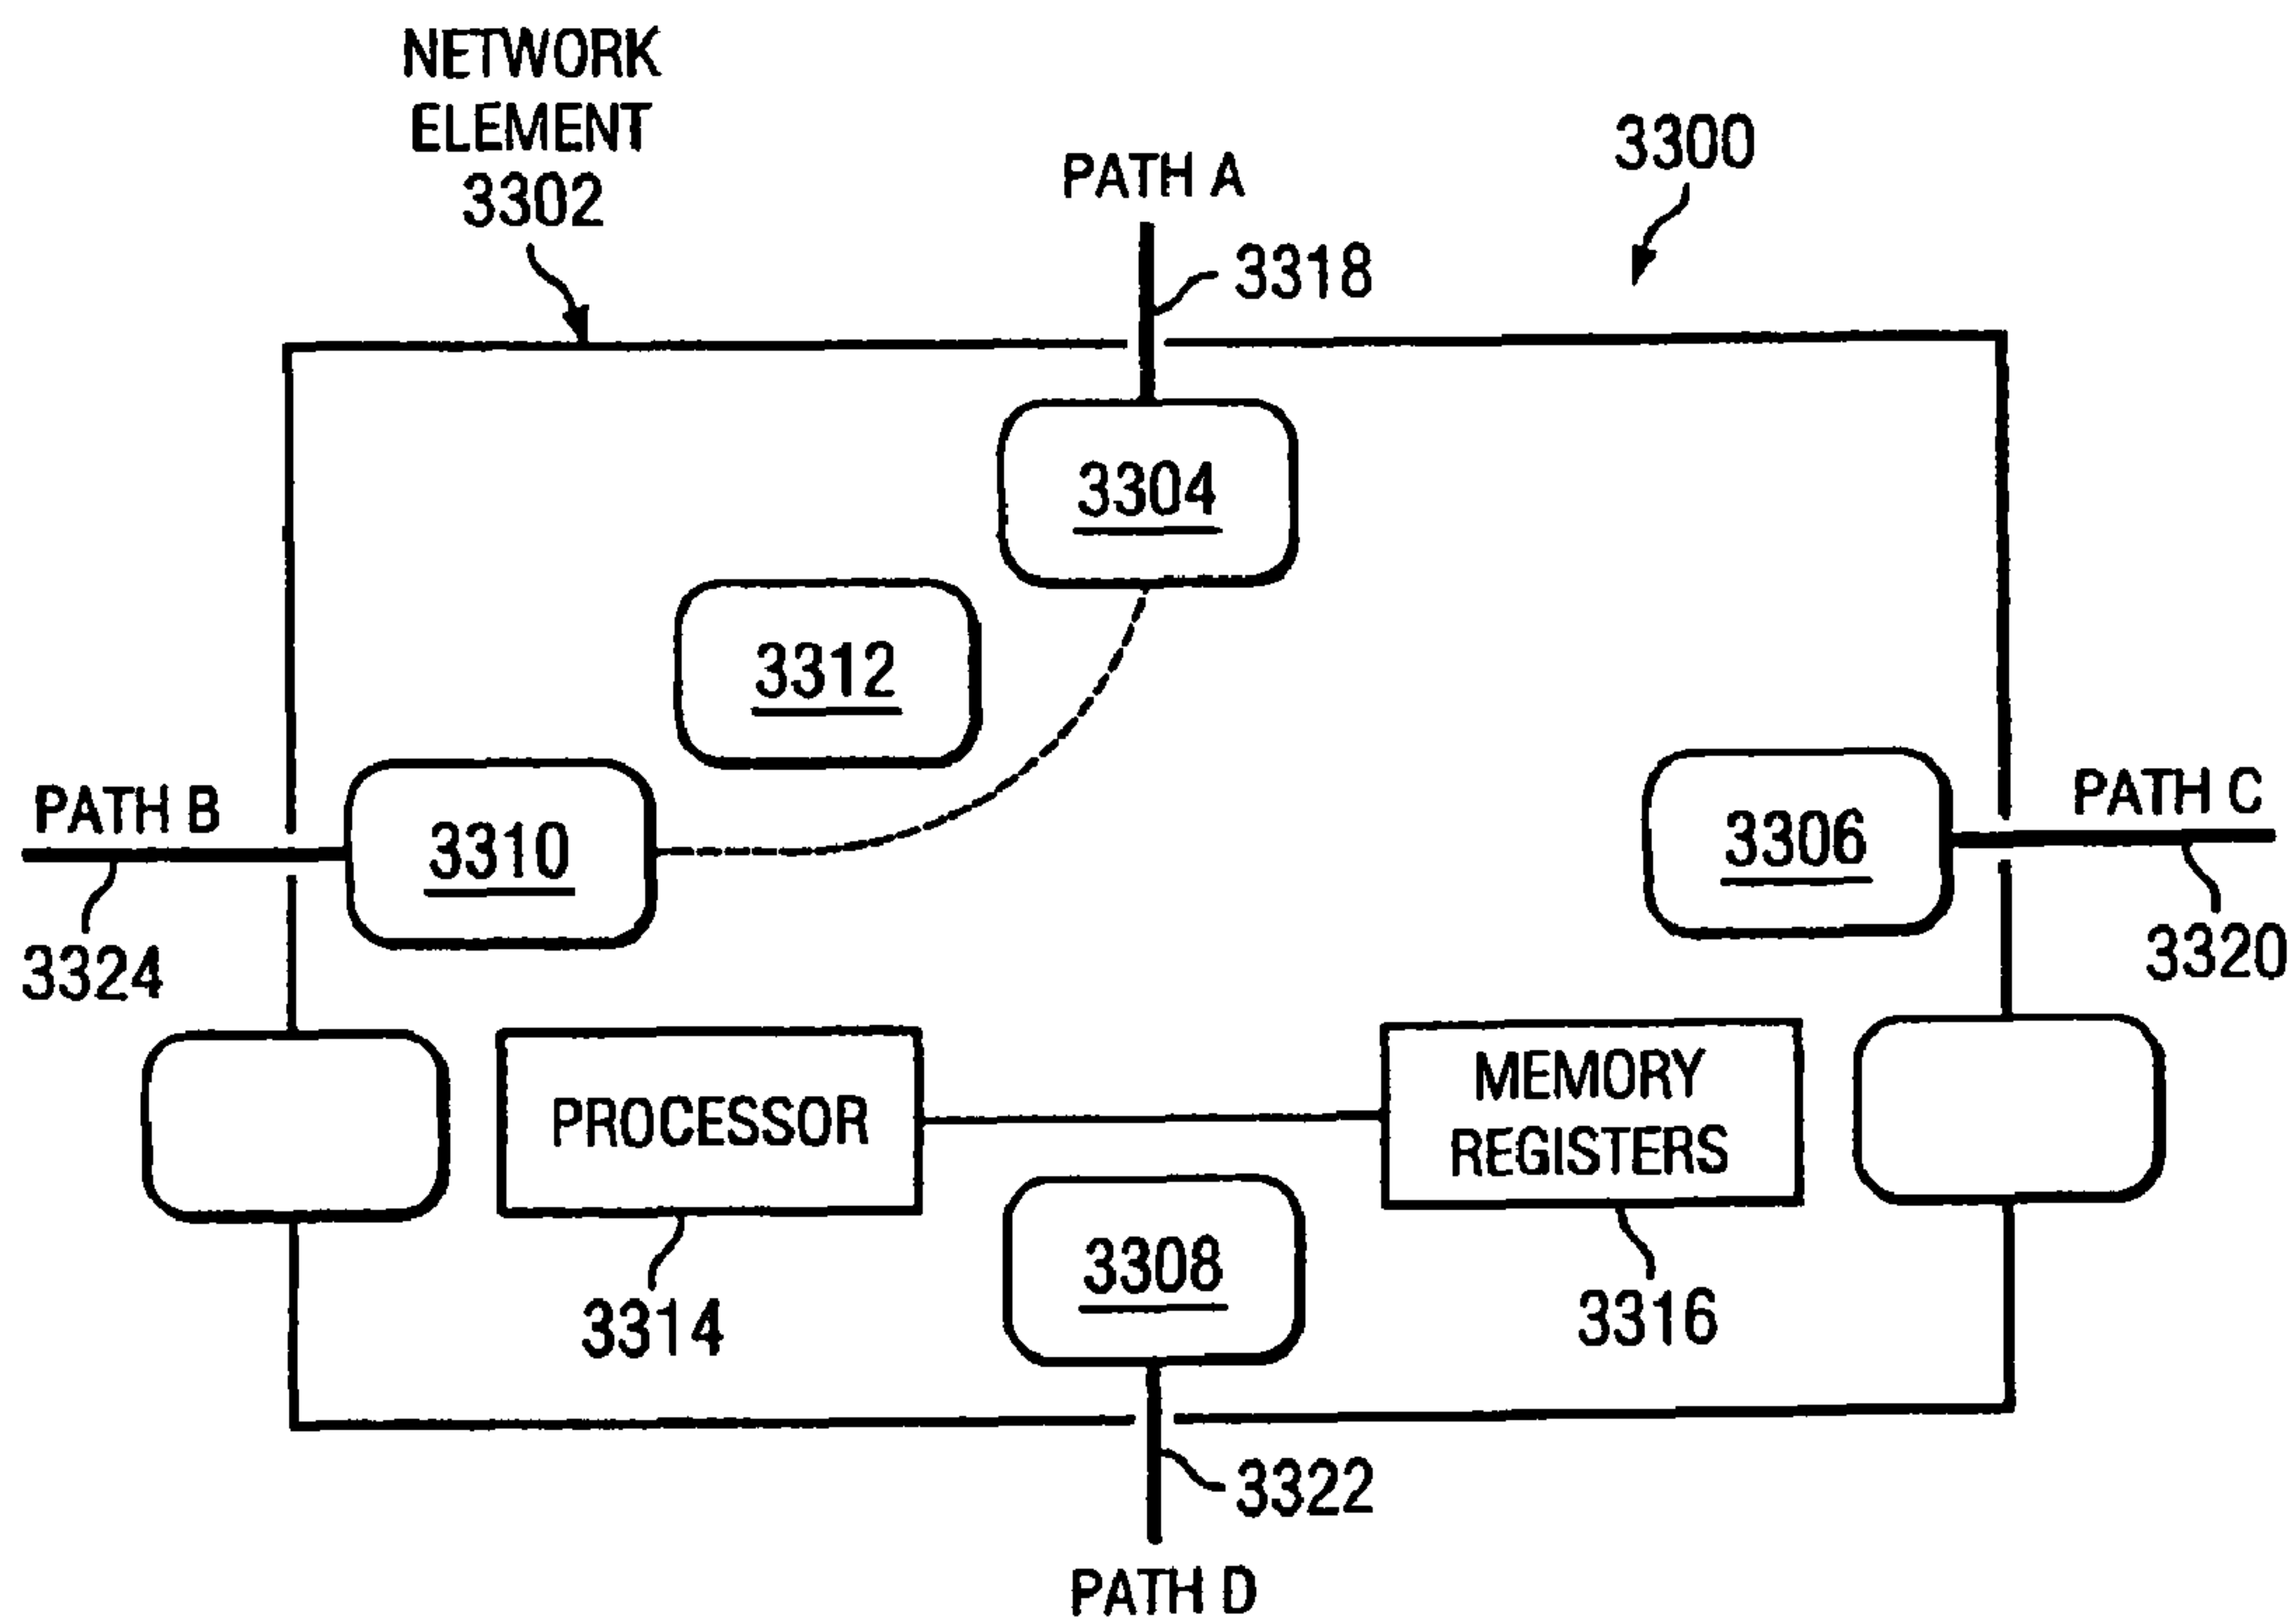 NETWORK
ELEMENT
3302
PATH A
3300
3318
3304
3312
PATH B
3310
3306
PATH C
3324
3320
PROCESSOR
MEMORY
REGISTERS
3308
3314
3316
3322
PATH D